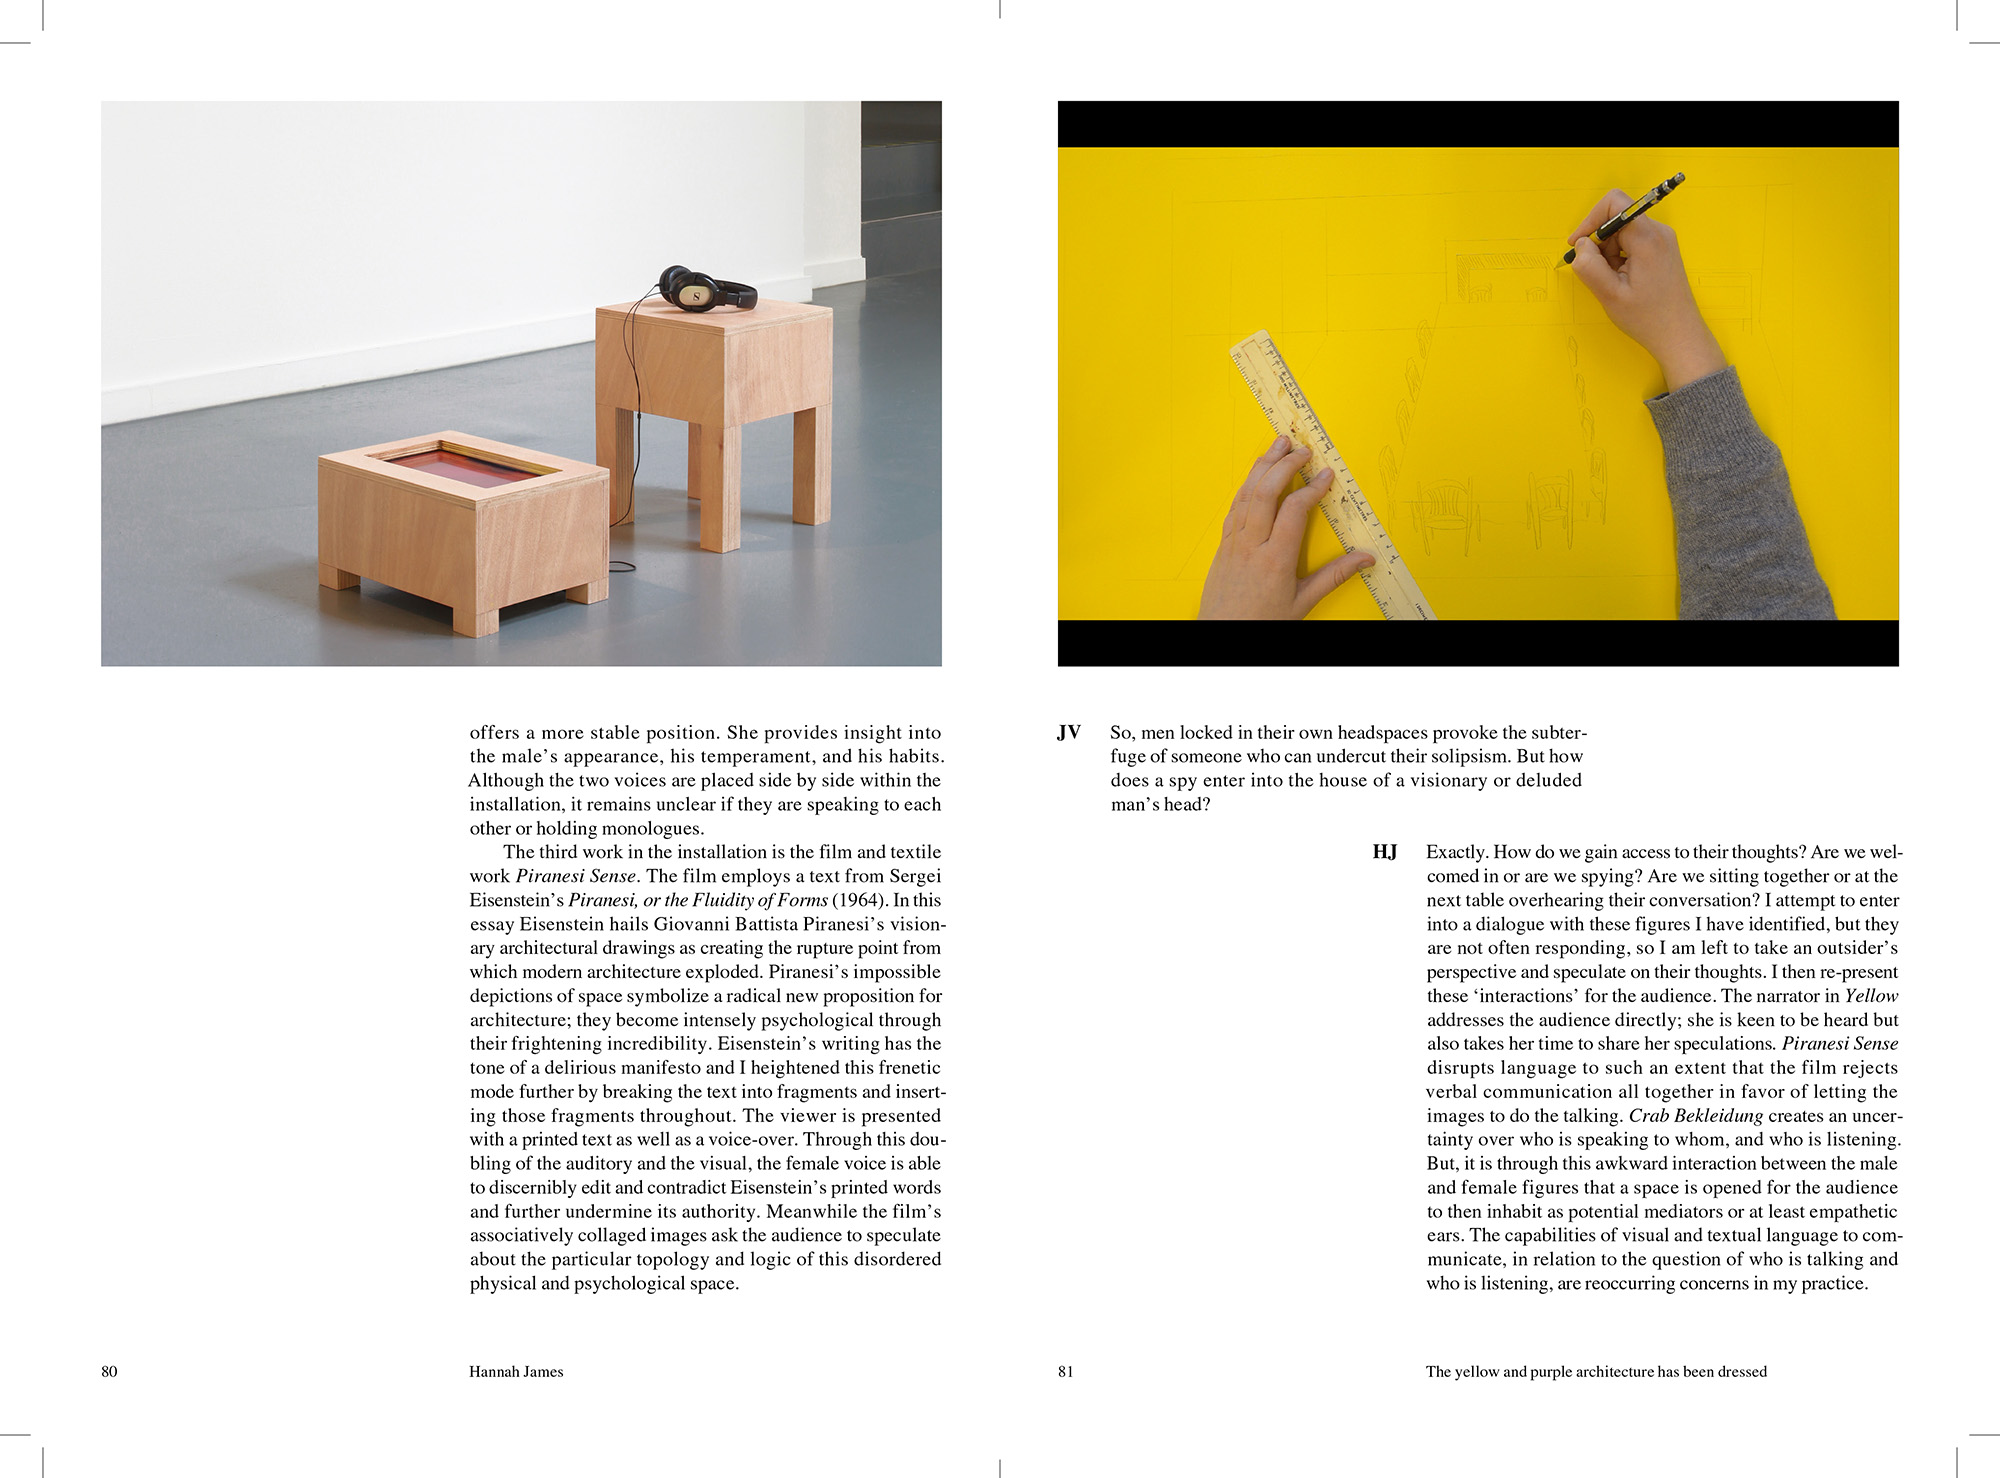 offers a more stable position. She provides insight into
the male’s appearance, his temperament, and his habits.
Although the two voices are placed side by side within the
installation, it remains unclear if they are speaking to each
other or holding monologues.
The third work in the installation is the film and textile
work Piranesi Sense. The film employs a text from Sergei
Eisenstein’s Piranesi, or the Fluidity of Forms (1964). In this
essay Eisenstein hails Giovanni Battista Piranesi’s vision-
ary architectural drawings as creating the rupture point from
which modern architecture exploded. Piranesi’s impossible
depictions of space symbolize a radical new proposition for
architecture; they become intensely psychological through
their frightening incredibility. Eisenstein’s writing has the
tone of a delirious manifesto and I heightened this frenetic
mode further by breaking the text into fragments and insert-
ing those fragments throughout. The viewer is presented
with a printed text as well as a voice-over. Through this dou-
bling of the auditory and the visual, the female voice is able
to discernibly edit and contradict Eisenstein’s printed words
and further undermine its authority. Meanwhile the film’s
associatively collaged images ask the audience to speculate
about the particular topology and logic of this disordered
physical and psychological space.
80
Hannah James
JV So, men locked in their own headspaces provoke the subter-
fuge of someone who can undercut their solipsism. But how
does a spy enter into the house of a visionary or deluded
man’s head?
HJ Exactly. How do we gain access to their thoughts? Are we wel-
comed in or are we spying? Are we sitting together or at the
next table overhearing their conversation? I attempt to enter
into a dialogue with these figures I have identified, but they
are not often responding, so I am left to take an outsider’s
perspective and speculate on their thoughts. I then re-present
these ‘interactions’ for the audience. The narrator in Yellow
addresses the audience directly; she is keen to be heard but
also takes her time to share her speculations. Piranesi Sense
disrupts language to such an extent that the film rejects
verbal communication all together in favor of letting the
images to do the talking. Crab Bekleidung creates an uncer-
tainty over who is speaking to whom, and who is listening.
But, it is through this awkward interaction between the male
and female figures that a space is opened for the audience
to then inhabit as potential mediators or at least empathetic
ears. The capabilities of visual and textual language to com-
municate, in relation to the question of who is talking and
who is listening, are reoccurring concerns in my practice.
81
The yellow and purple architecture has been dressed